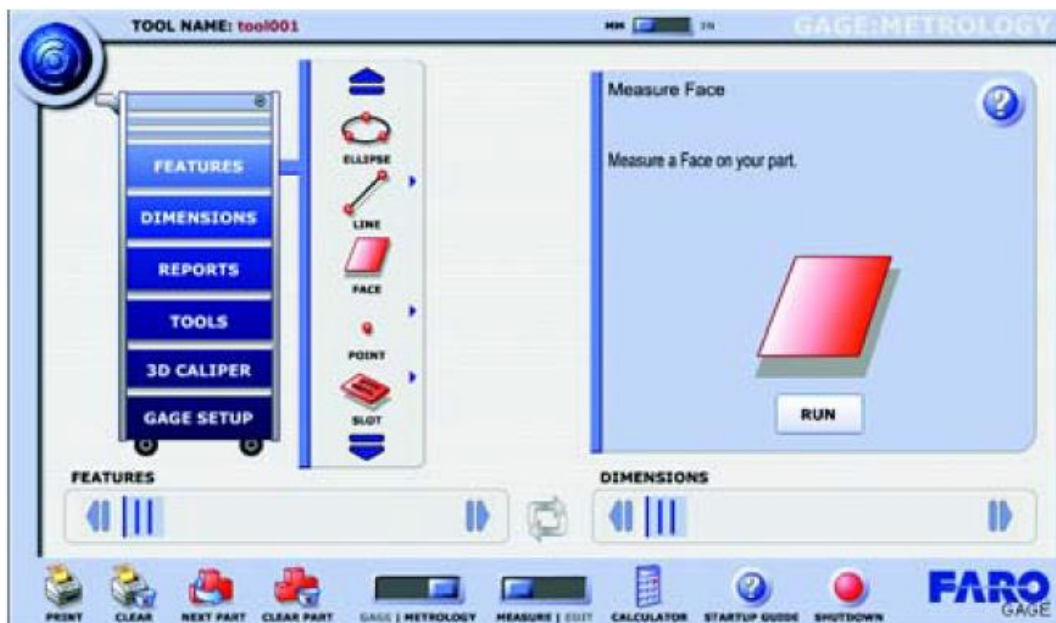 TOOL NAME: tool001
MM
IN
GAGE:METROLOGY
FEATURES
DIMENSIONS
REPORTS
TOOLS
3D CALIPER
GAGE SETUP
ELLIPSE
LINE
FACE
POINT
SLOT
Measure Face
Measure a Face on your part.
RUN
FEATURES
DIMENSIONS
PRINT
CLEAR
NEXT PART
CLEAR PART
GAGE | METROLOGY
MEASURE | EDIT
CALCULATOR
STARTUP GUIDE
SHUTDOWN
FARO
GAGE